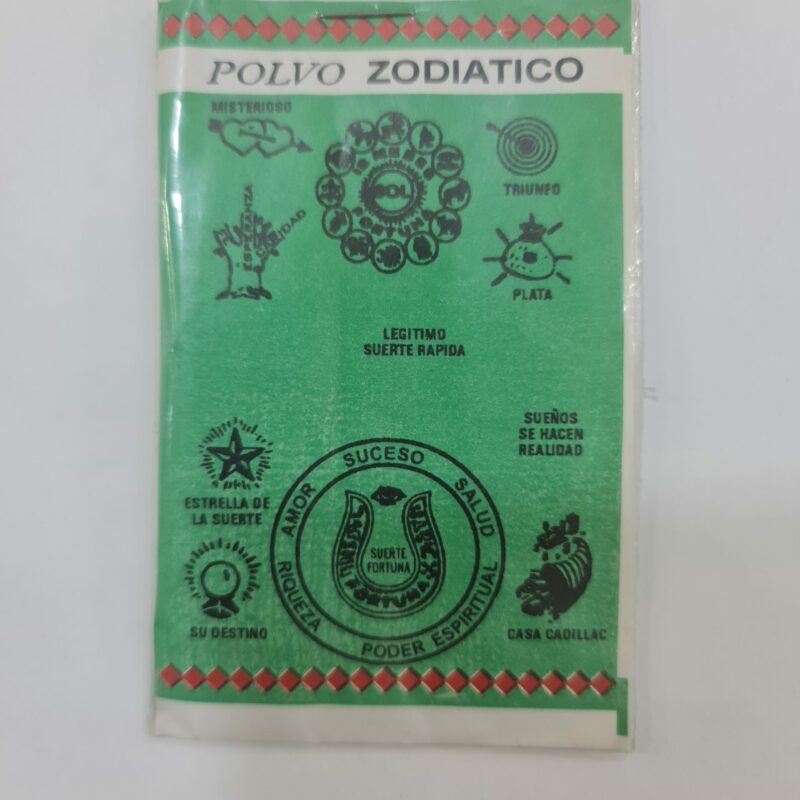 POLVO ZODIATICO
MISTERIOSO
SOL
TRIUNFO
ESPERANZA
CARIDAD
PLATA
LEGITIMO
SUERTE RAPIDA
SUEÑOS
SE HACEN
REALIDAD
ESTRELLA DE
LA SUERTE
AMOR SUCESO SALUD
SUERTE
FORTUNA
FORTUNA
RIQUEZA PODER ESPIRITUAL
SU DESTINO
CASA CADILLAC